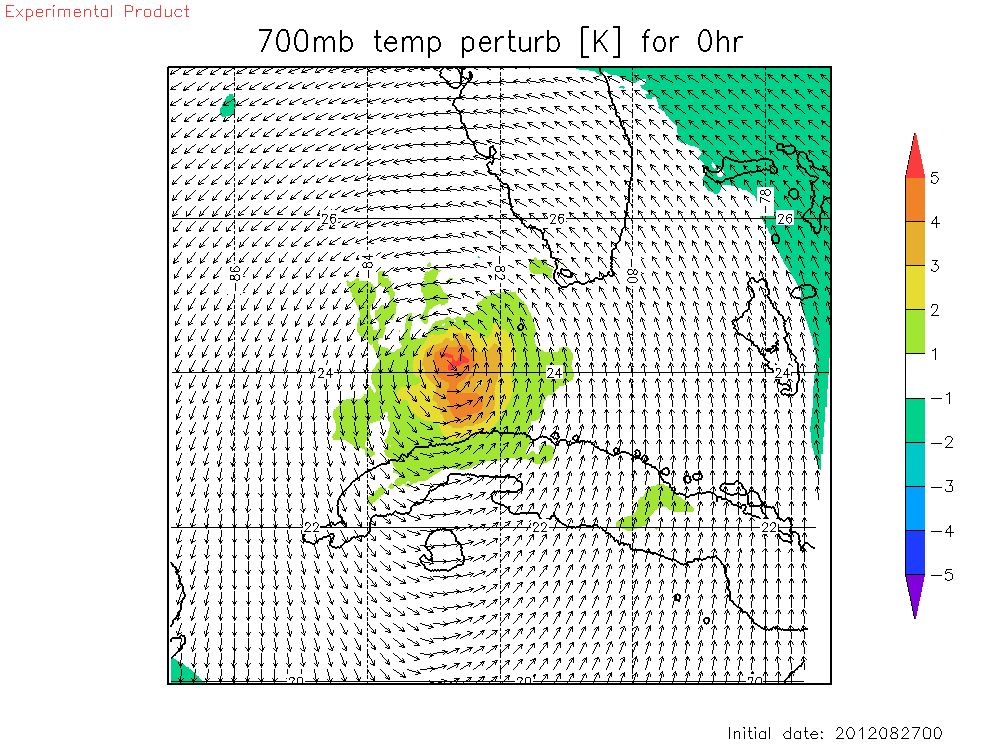 Experimental Product
700mb temp perturb [K] for 0hr
78
26 26 26
86 84 82 80
24 24 24
22 22 22
20 20 20
5
4
3
2
1
−1
−2
−3
−4
−5
Initial date: 2012082700